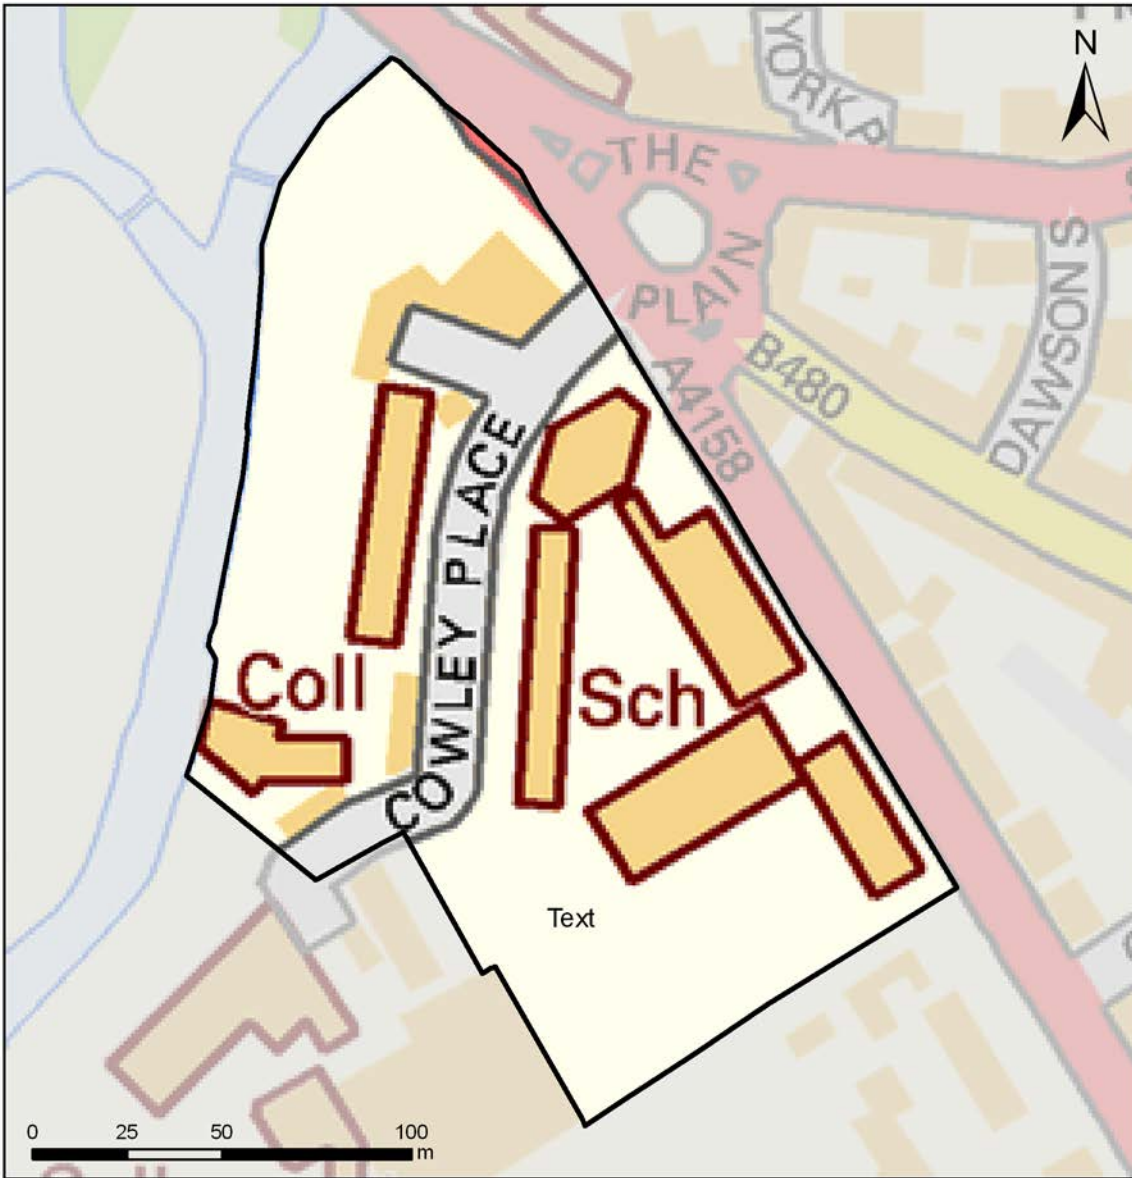 N
YORK P
THE
PLAIN
DAWSON S
B480
A4158
COWLEY PLACE
Coll
Sch
Text
0 25 50 100
m